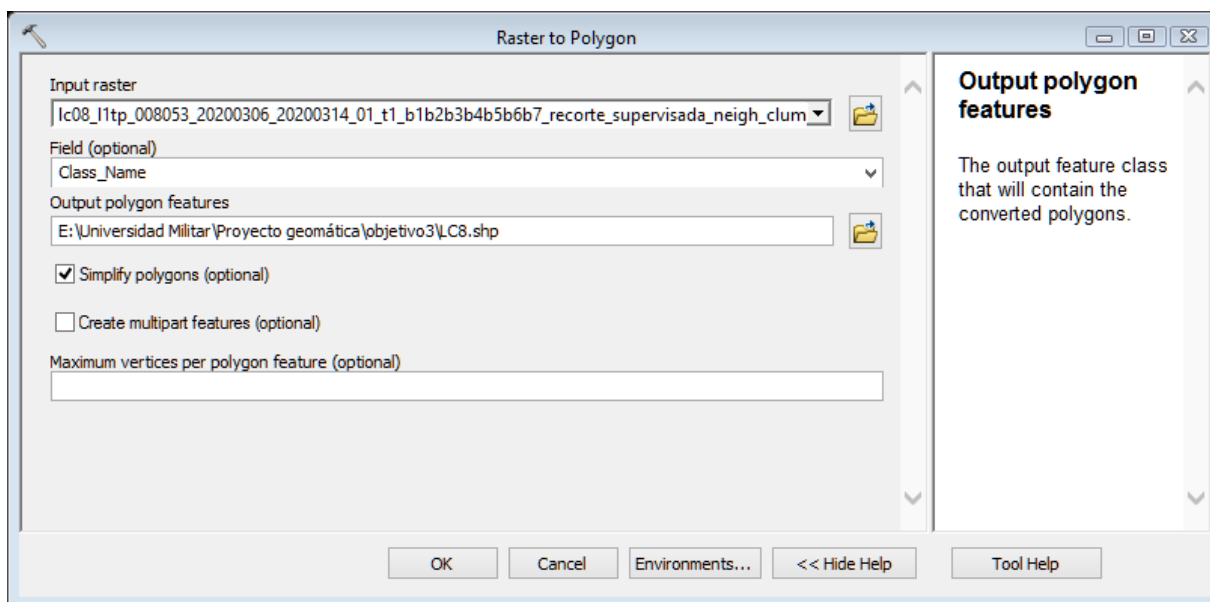 Raster to Polygon
Input raster
lc08_l1tp_008053_20200306_20200314_01_t1_b1b2b3b4b5b6b7_recorte_supervisada_neigh_clum
Field (optional)
Class_Name
Output polygon features
E:\Universidad Militar\Proyecto geomática\objetivo3\LC8.shp
Simplify polygons (optional)
Create multipart features (optional)
Maximum vertices per polygon feature (optional)
OK
Cancel
Environments...
<< Hide Help
Output polygon
features
The output feature class
that will contain the
converted polygons.
Tool Help